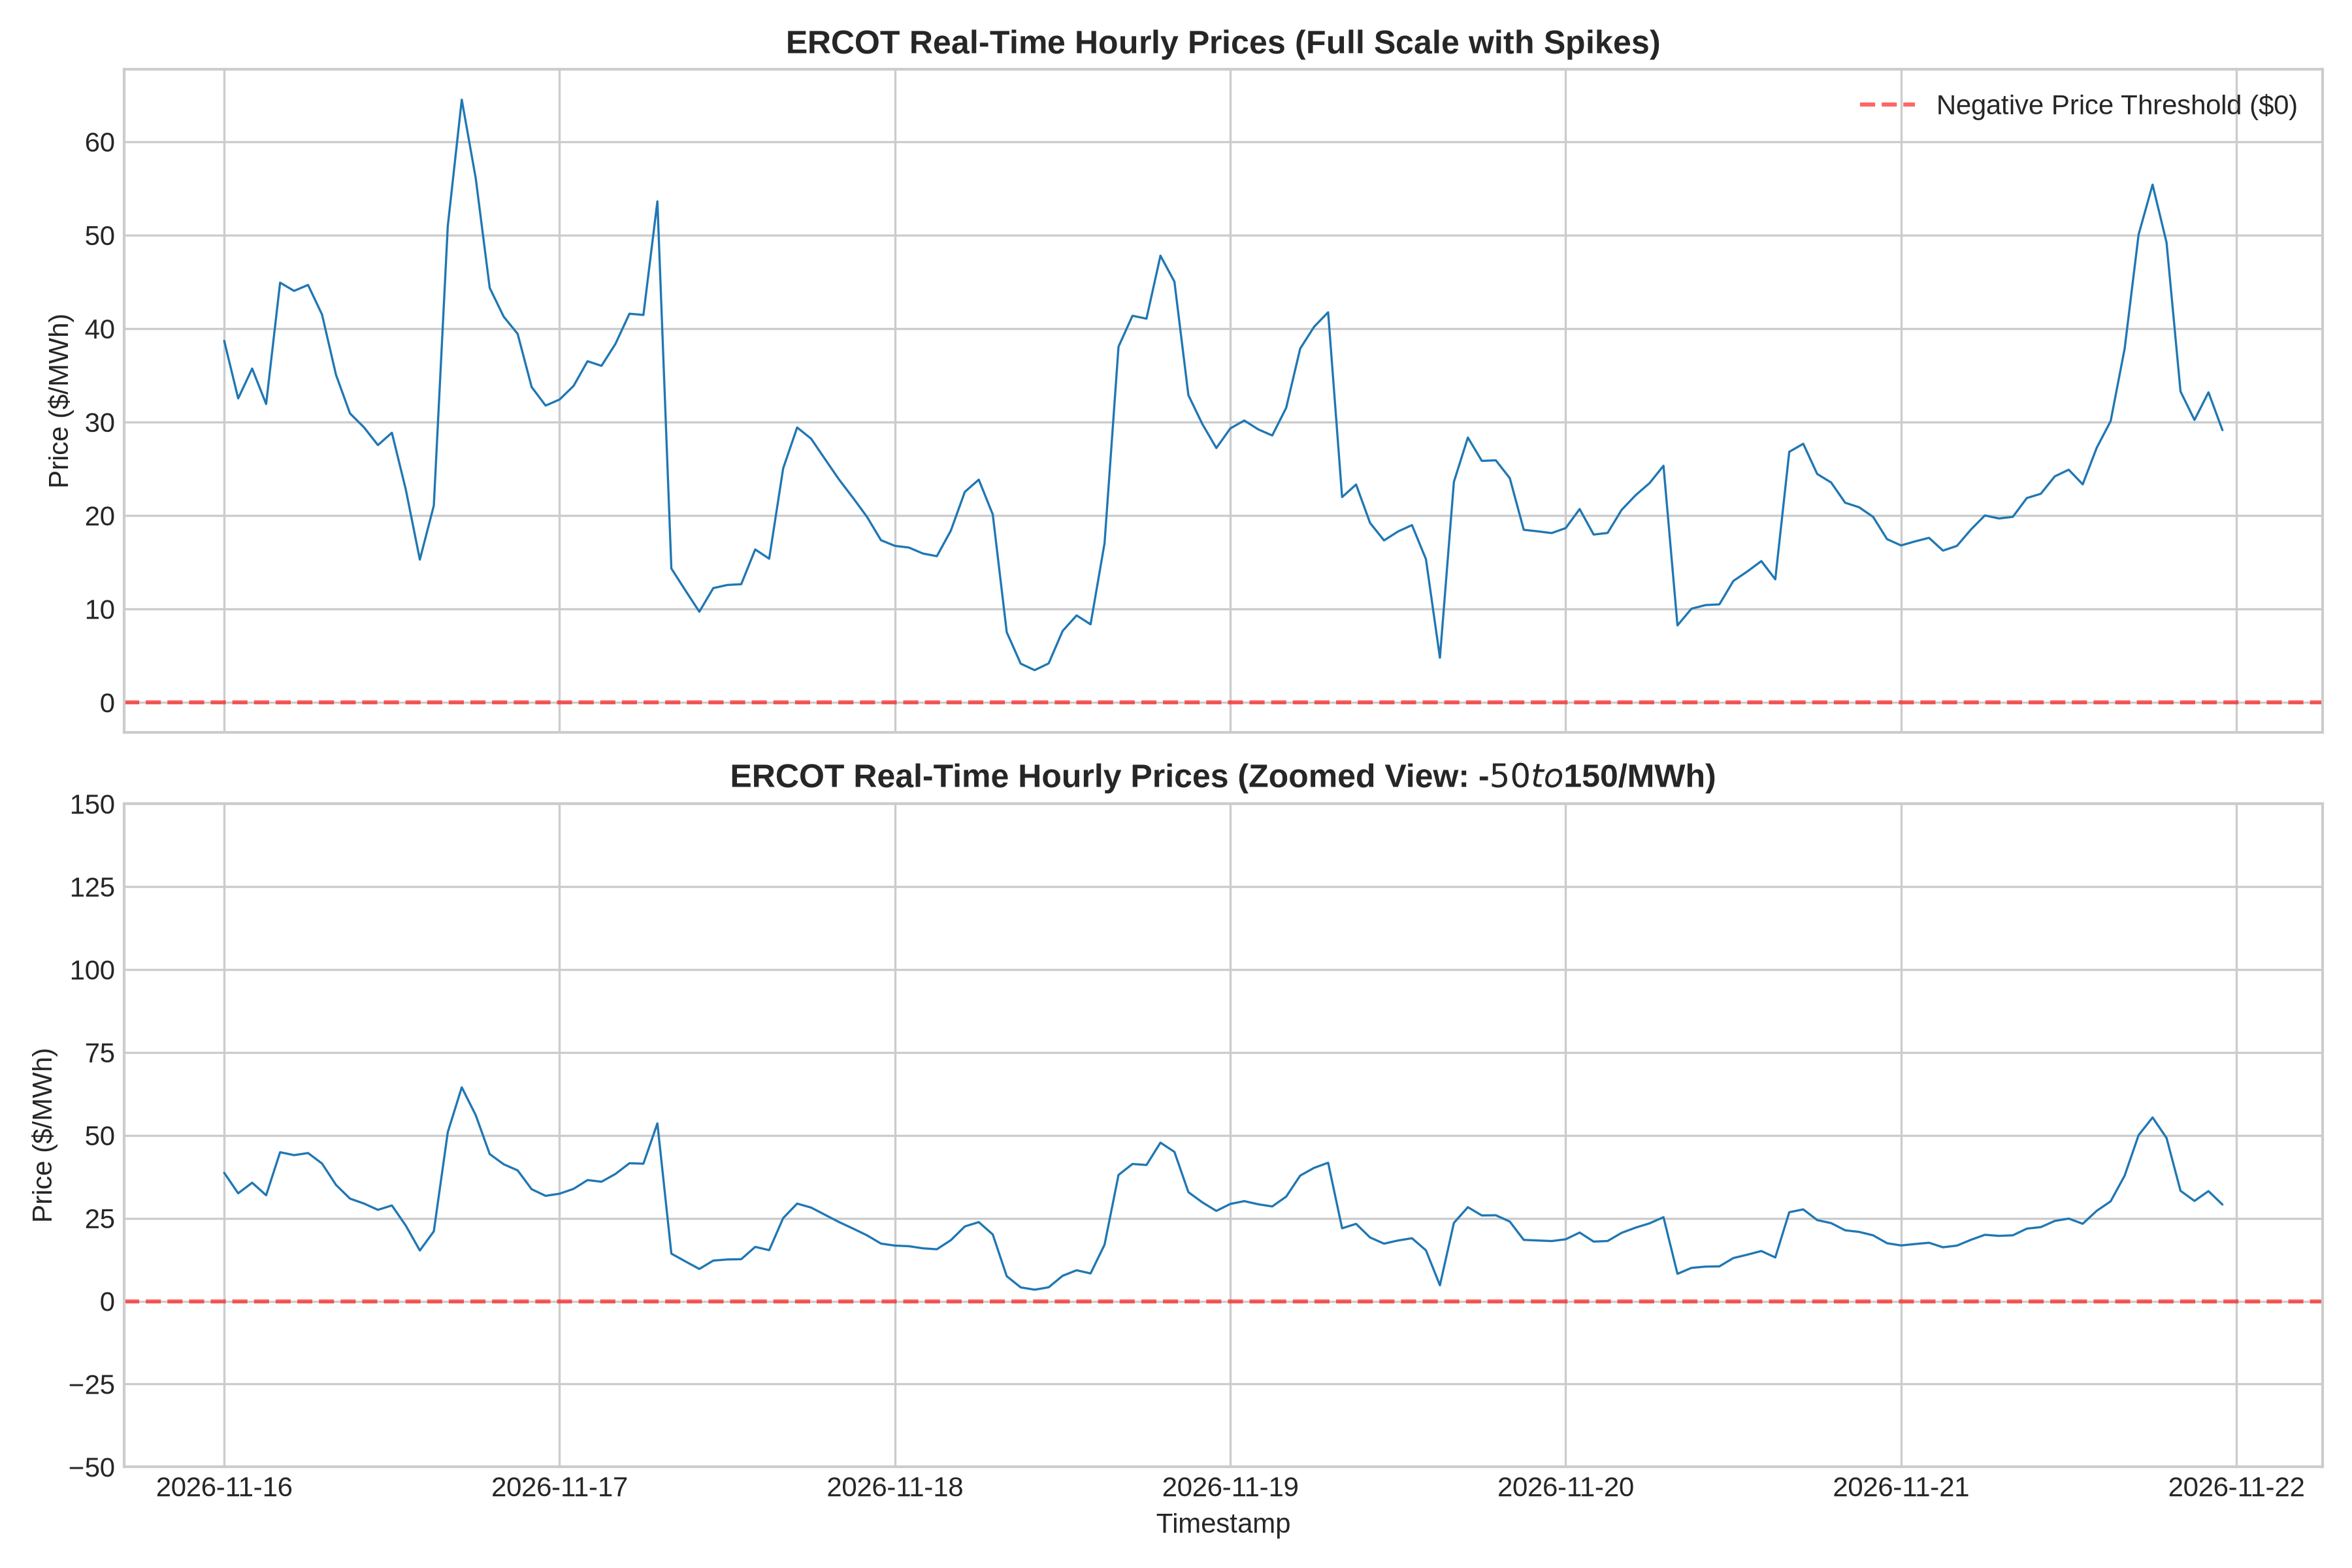 ERCOT Real-Time Hourly Prices (Full Scale with Spikes)
Negative Price Threshold ($0)
60
50
40
30
20
10
0
Price ($/MWh)
ERCOT Real-Time Hourly Prices (Zoomed View: -50to150/MWh)
150
125
100
75
50
25
0
−25
−50
Price ($/MWh)
2026-11-16 2026-11-17 2026-11-18 2026-11-19 2026-11-20 2026-11-21 2026-11-22
Timestamp